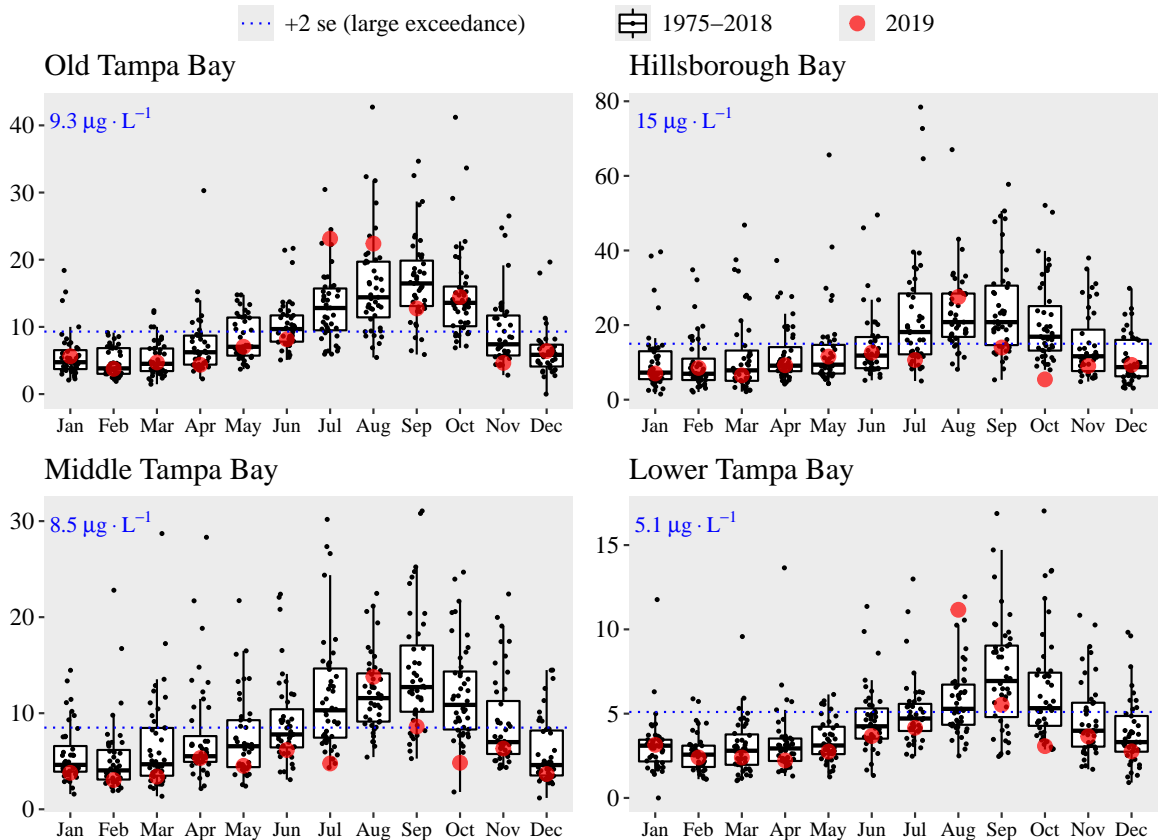 +2 se (large exceedance) 1975–2018 2019
Old Tampa Bay
9.3 μg · L⁻¹
40
30
20
10
0
Jan Feb Mar Apr May Jun Jul Aug Sep Oct Nov Dec
Hillsborough Bay
15 μg · L⁻¹
80
60
40
20
0
Jan Feb Mar Apr May Jun Jul Aug Sep Oct Nov Dec
Middle Tampa Bay
8.5 μg · L⁻¹
30
20
10
0
Jan Feb Mar Apr May Jun Jul Aug Sep Oct Nov Dec
Lower Tampa Bay
5.1 μg · L⁻¹
15
10
5
0
Jan Feb Mar Apr May Jun Jul Aug Sep Oct Nov Dec